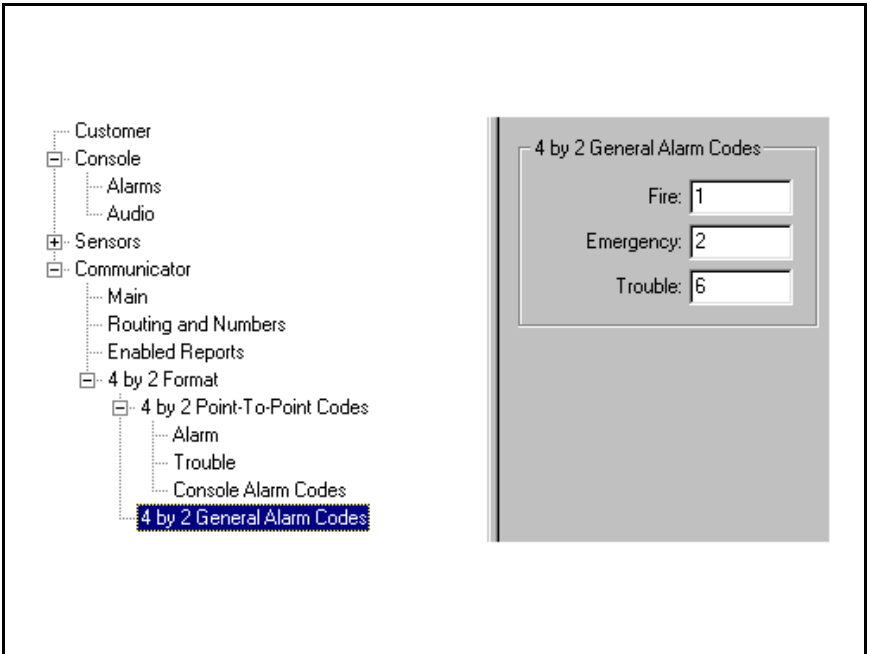 Customer
Console
Alarms
Audio
Sensors
Communicator
Main
Routing and Numbers
Enabled Reports
4 by 2 Format
4 by 2 Point-To-Point Codes
Alarm
Trouble
Console Alarm Codes
4 by 2 General Alarm Codes
4 by 2 General Alarm Codes
Fire: 1
Emergency: 2
Trouble: 6